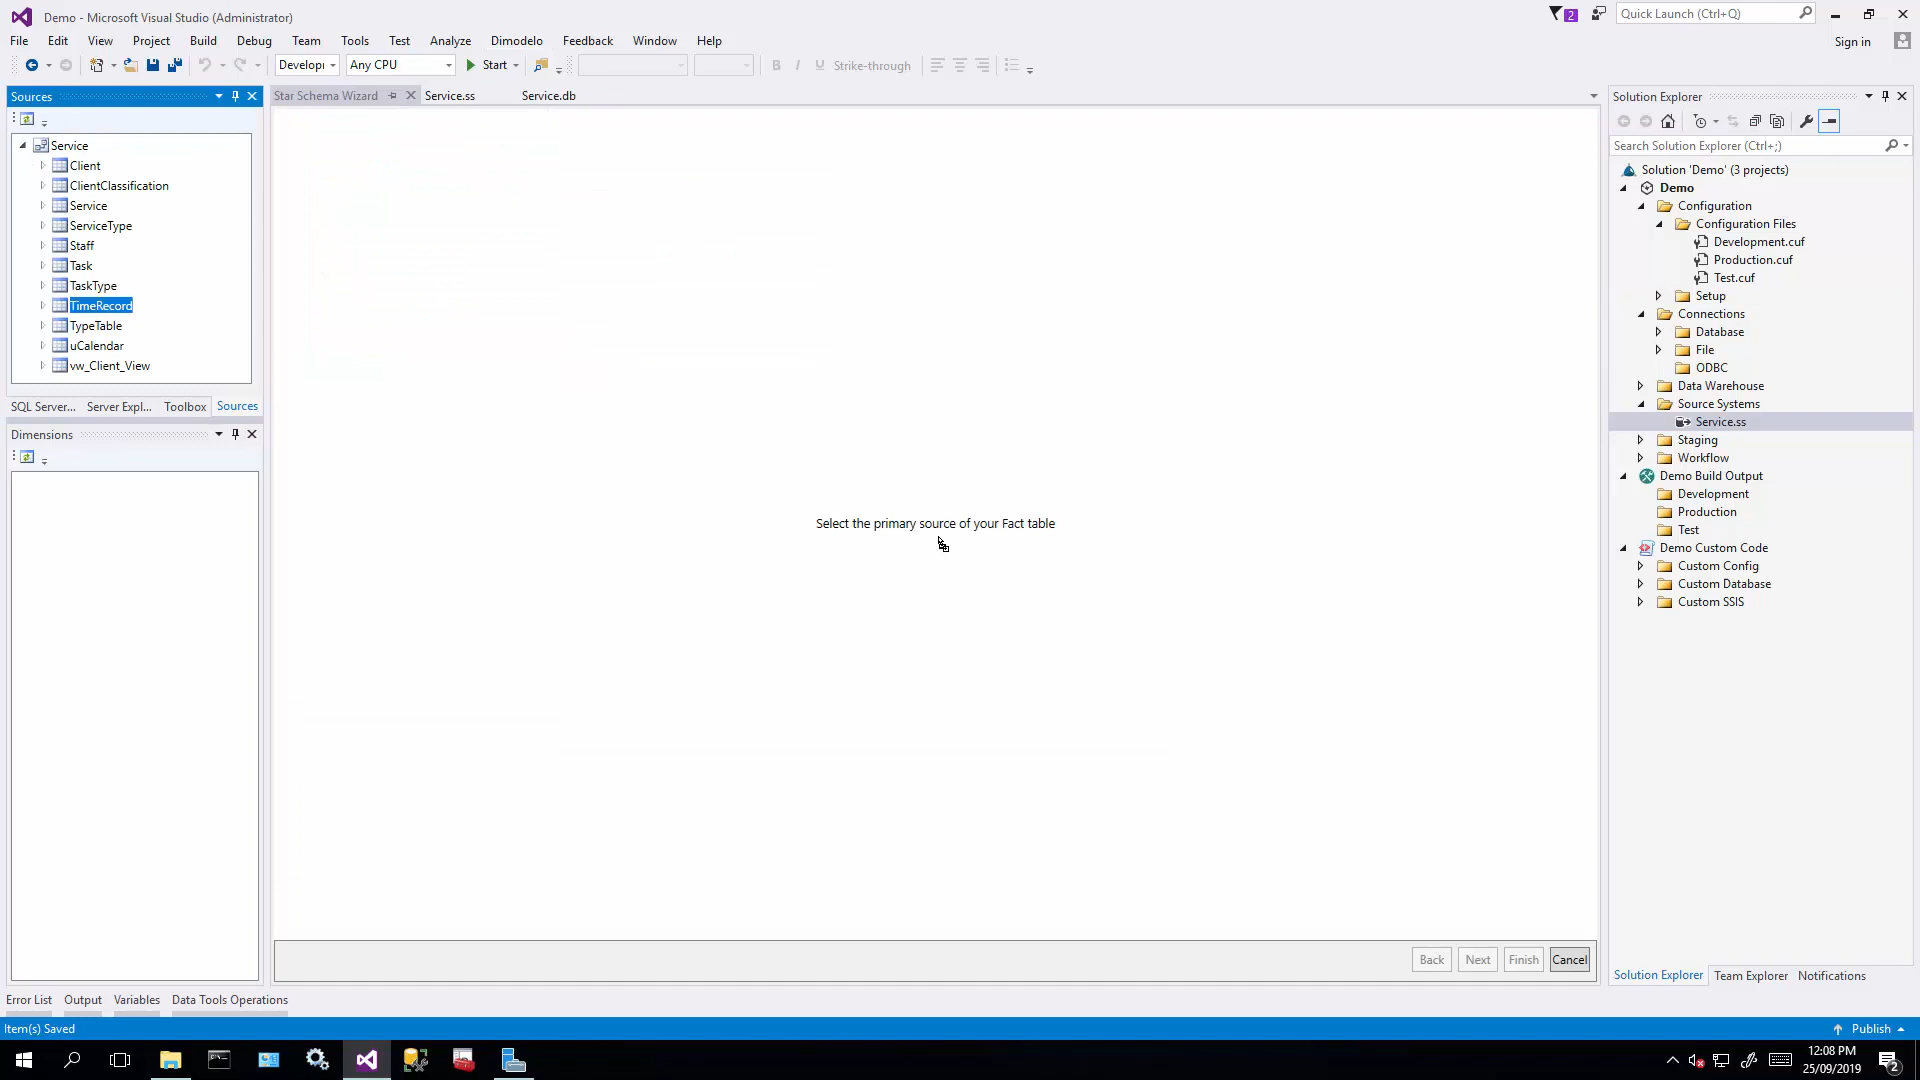 Demo - Microsoft Visual Studio (Administrator)
2
Quick Launch (Ctrl+Q)
File Edit View Project Build Debug Team Tools Test Analyze Dimodelo Feedback Window Help
Sign in
Develop Any CPU Start
B I U Strike-through
Sources
Star Schema Wizard Service.ss Service.db
Solution Explorer
Search Solution Explorer (Ctrl+;)
Service
Client
ClientClassification
Service
ServiceType
Staff
Task
TaskType
TimeRecord
TypeTable
uCalendar
vw_Client_View
SQL Server... Server Expl... Toolbox Sources
Dimensions
Select the primary source of your Fact table
Back Next Finish Cancel
Solution 'Demo' (3 projects)
Demo
Configuration
Configuration Files
Development.cuf
Production.cuf
Test.cuf
Setup
Connections
Database
File
ODBC
Data Warehouse
Source Systems
Service.ss
Staging
Workflow
Demo Build Output
Development
Production
Test
Demo Custom Code
Custom Config
Custom Database
Custom SSIS
Solution Explorer Team Explorer Notifications
Error List Output Variables Data Tools Operations
Item(s) Saved
Publish
12:08 PM
25/09/2019
2